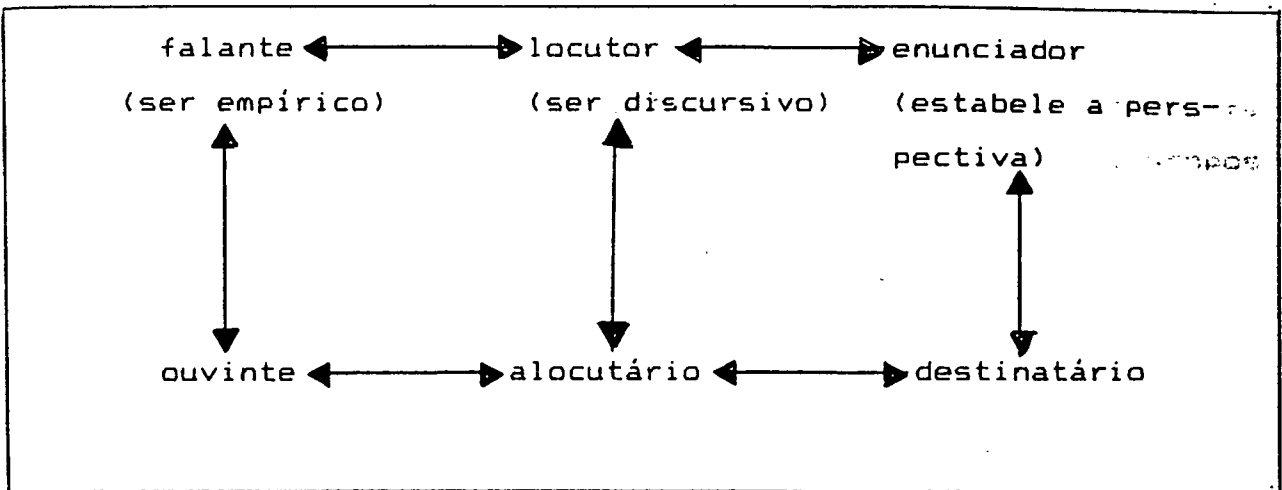 falante locutor enunciador
(ser empírico) (ser discursivo) (estabele a pers-
pectiva)
ouvinte alocutário destinatário